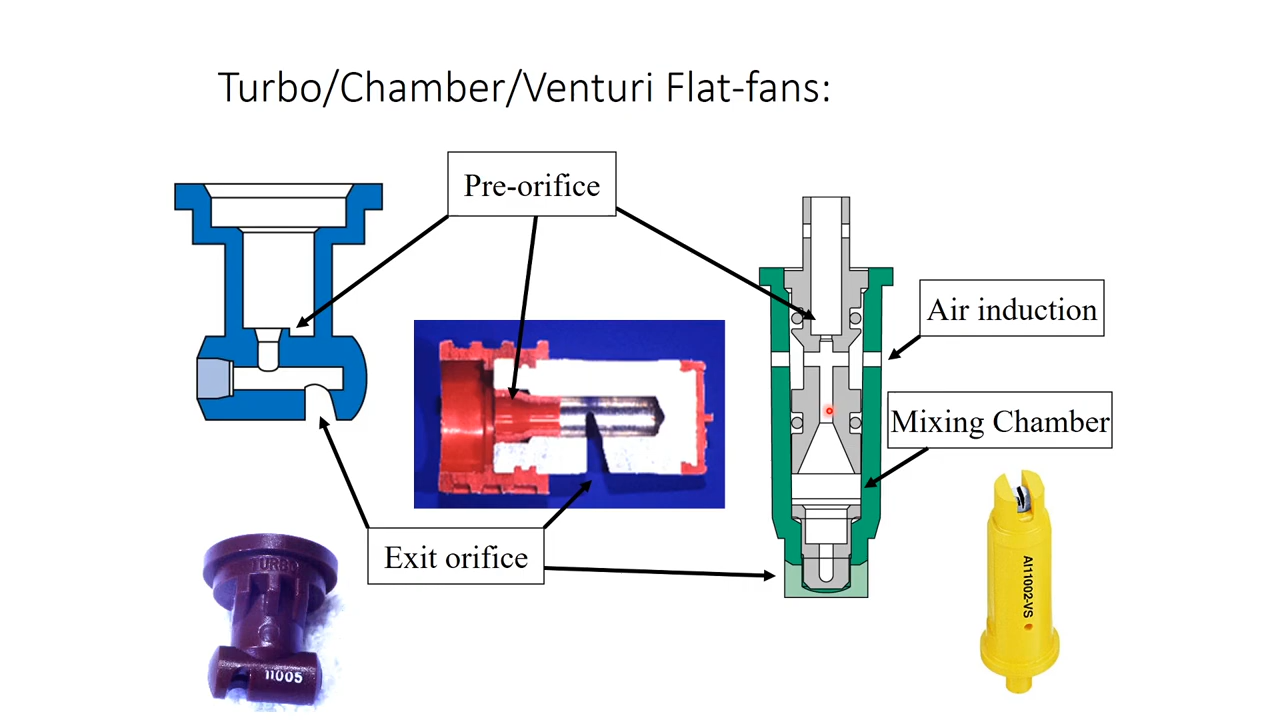 Turbo/Chamber/Venturi Flat-fans:
Pre-orifice
Air induction
Mixing Chamber
Exit orifice
TURBO
11005
AI11002-VS